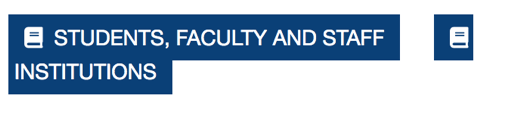 STUDENTS, FACULTY AND STAFF
INSTITUTIONS